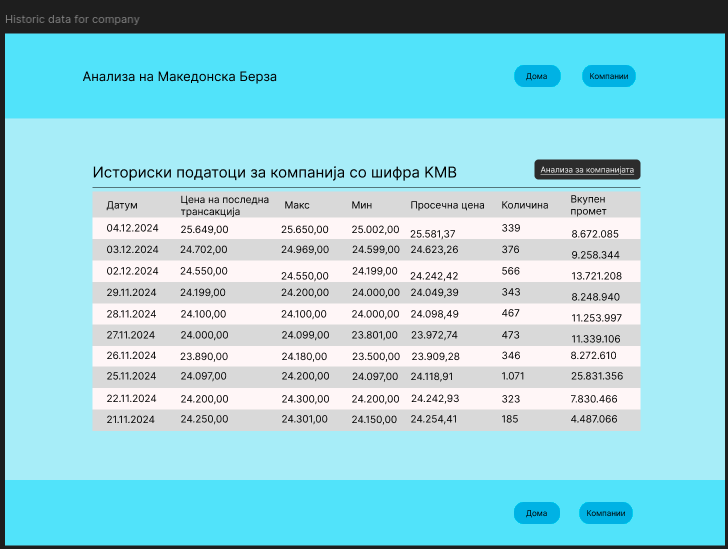 Historic data for company
Анализа на Македонска Берза
Дома
Компании
Историски податоци за компанија со шифра KMB
Анализа за компанијата
Датум Цена на последна трансакција Макс Мин Просечна цена Количина Вкупен промет
04.12.2024 25.649,00 25.650,00 25.002,00 25.581,37 339 8.672.085
03.12.2024 24.702,00 24.969,00 24.599,00 24.623,26 376 9.258.344
02.12.2024 24.550,00 24.550,00 24.199,00 24.242,42 566 13.721.208
29.11.2024 24.199,00 24.200,00 24.000,00 24.049,39 343 8.248.940
28.11.2024 24.100,00 24.100,00 24.000,00 24.098,49 467 11.253.997
27.11.2024 24.000,00 24.099,00 23.801,00 23.972,74 473 11.339.106
26.11.2024 23.890,00 24.180,00 23.500,00 23.909,28 346 8.272.610
25.11.2024 24.097,00 24.200,00 24.097,00 24.118,91 1.071 25.831.356
22.11.2024 24.200,00 24.300,00 24.200,00 24.242,93 323 7.830.466
21.11.2024 24.250,00 24.301,00 24.150,00 24.254,41 185 4.487.066
Дома
Компании